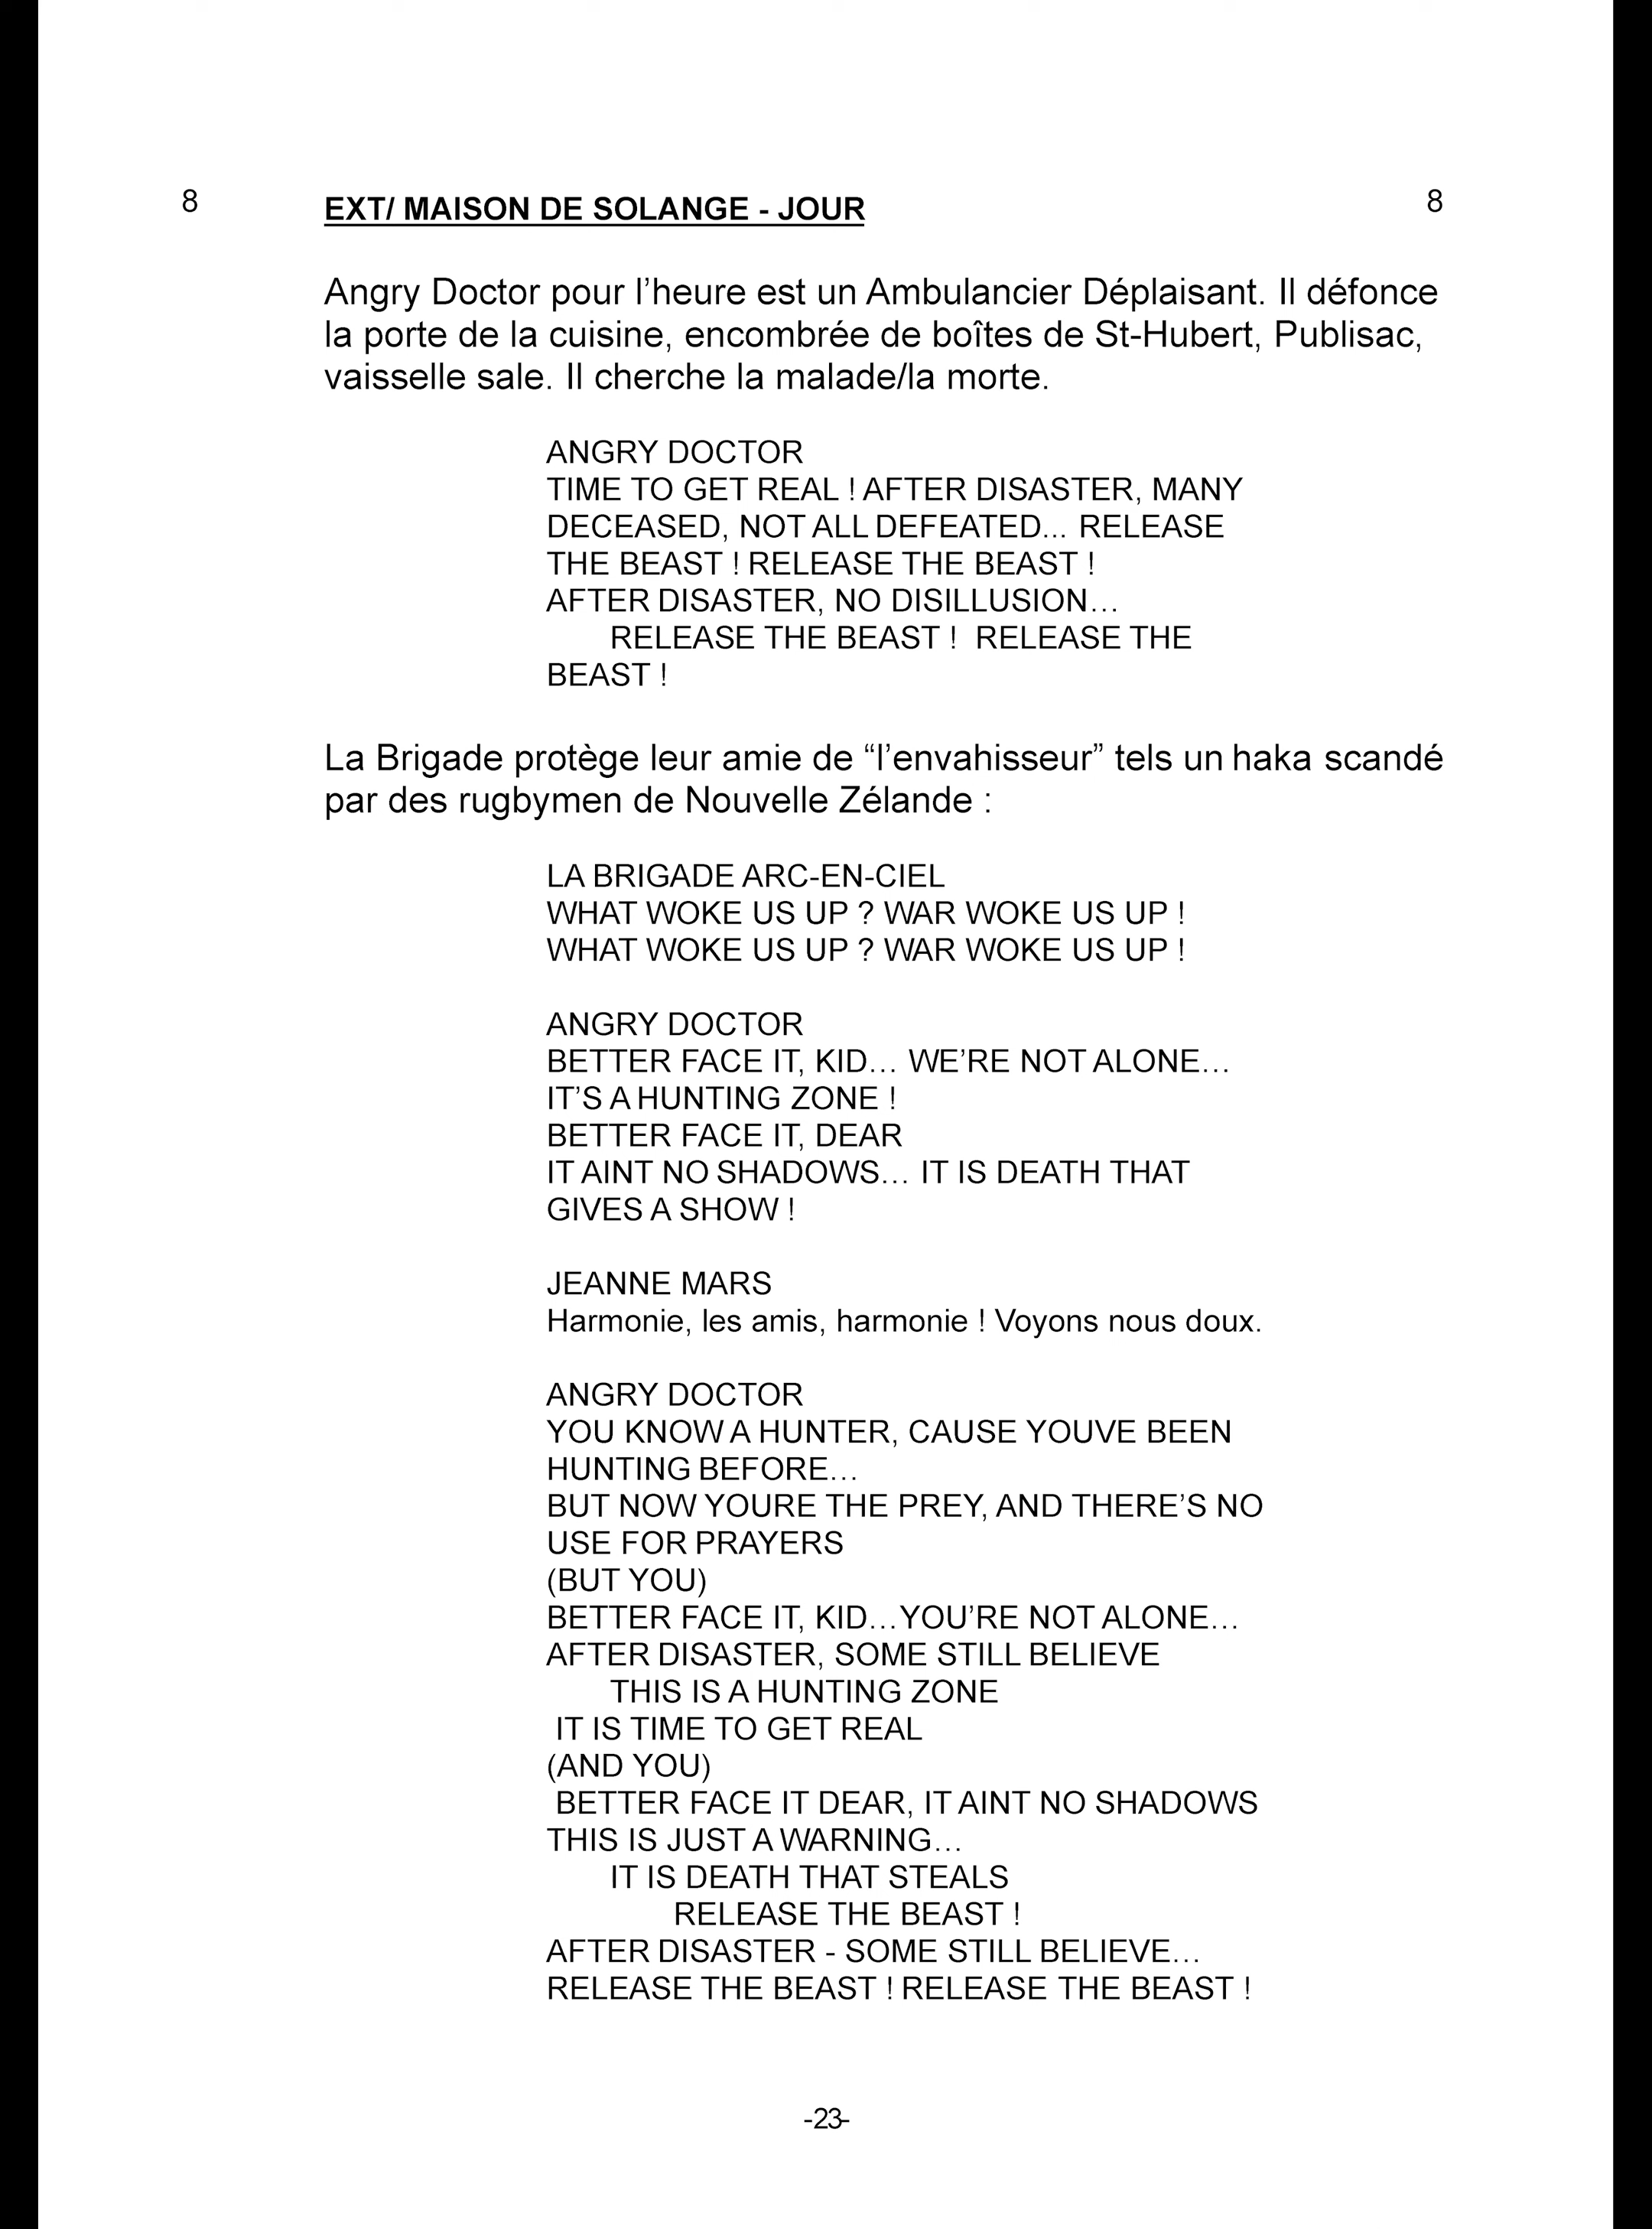 8 EXT/ MAISON DE SOLANGE - JOUR 8
Angry Doctor pour l’heure est un Ambulancier Déplaisant. Il défonce
la porte de la cuisine, encombrée de boîtes de St-Hubert, Publisac,
vaisselle sale. Il cherche la malade/la morte.
ANGRY DOCTOR
TIME TO GET REAL ! AFTER DISASTER, MANY
DECEASED, NOT ALL DEFEATED... RELEASE
THE BEAST ! RELEASE THE BEAST !
AFTER DISASTER, NO DISILLUSION…
RELEASE THE BEAST ! RELEASE THE
BEAST !
La Brigade protège leur amie de “l’envahisseur” tels un haka scandé
par des rugbymen de Nouvelle Zélande :
LA BRIGADE ARC-EN-CIEL
WHAT WOKE US UP ? WAR WOKE US UP !
WHAT WOKE US UP ? WAR WOKE US UP !
ANGRY DOCTOR
BETTER FACE IT, KID… WE’RE NOT ALONE…
IT’S A HUNTING ZONE !
BETTER FACE IT, DEAR
IT AINT NO SHADOWS… IT IS DEATH THAT
GIVES A SHOW !
JEANNE MARS
Harmonie, les amis, harmonie ! Voyons nous doux.
ANGRY DOCTOR
YOU KNOW A HUNTER, CAUSE YOUVE BEEN
HUNTING BEFORE…
BUT NOW YOURE THE PREY, AND THERE’S NO
USE FOR PRAYERS
(BUT YOU)
BETTER FACE IT, KID…YOU’RE NOT ALONE…
AFTER DISASTER, SOME STILL BELIEVE
THIS IS A HUNTING ZONE
IT IS TIME TO GET REAL
(AND YOU)
BETTER FACE IT DEAR, IT AINT NO SHADOWS
THIS IS JUST A WARNING…
IT IS DEATH THAT STEALS
RELEASE THE BEAST !
AFTER DISASTER - SOME STILL BELIEVE…
RELEASE THE BEAST ! RELEASE THE BEAST !
-23-